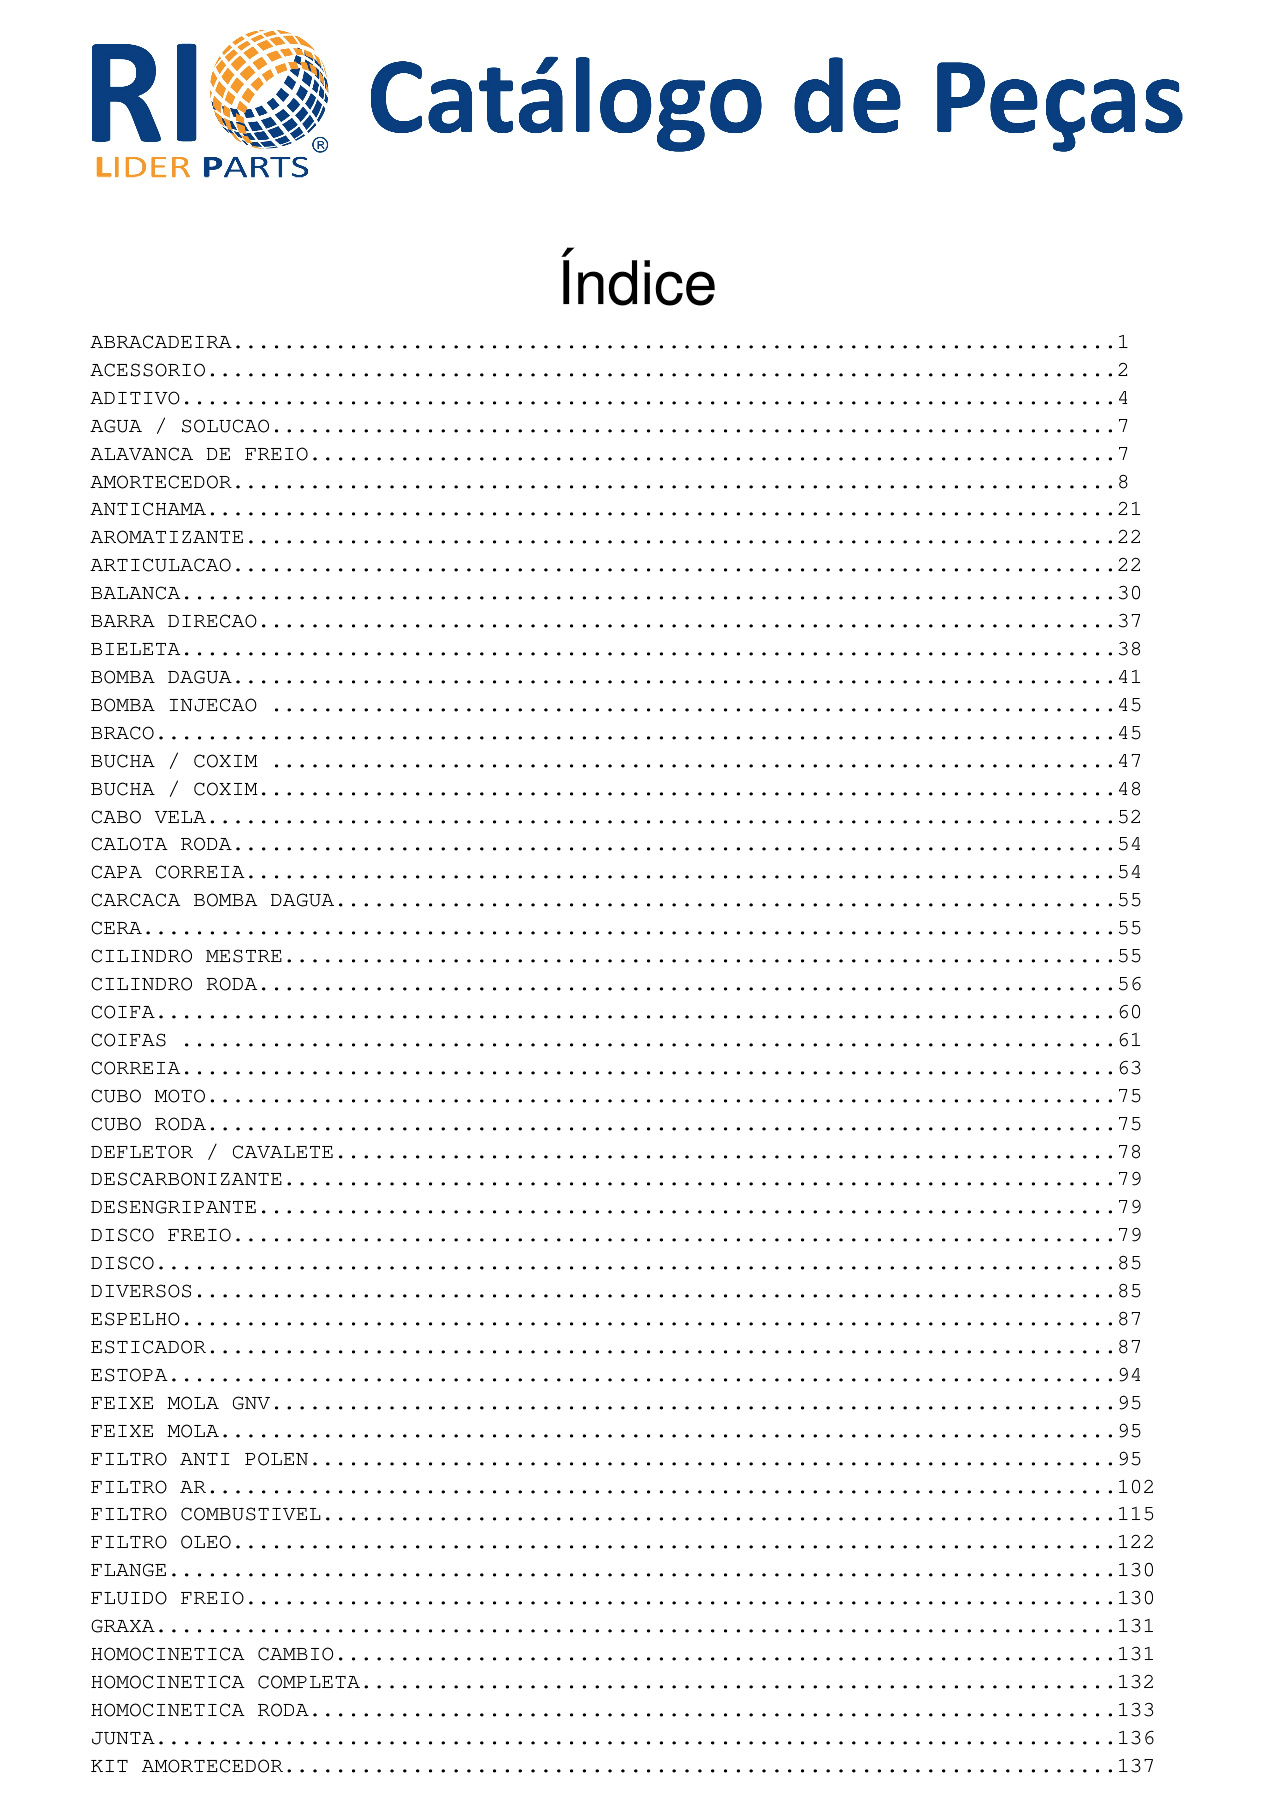 RIO® Catálogo de Peças
LIDER PARTS
Índice
ABRACADEIRA.....................................................................1
ACESSORIO.......................................................................2
ADITIVO.........................................................................4
AGUA / SOLUCAO..................................................................7
ALAVANCA DE FREIO...............................................................7
AMORTECEDOR.....................................................................8
ANTICHAMA.......................................................................21
AROMATIZANTE....................................................................22
ARTICULACAO.....................................................................22
BALANCA.........................................................................30
BARRA DIRECAO...................................................................37
BIELETA.........................................................................38
BOMBA DAGUA.....................................................................41
BOMBA INJECAO ..................................................................45
BRACO...........................................................................45
BUCHA / COXIM ..................................................................47
BUCHA / COXIM...................................................................48
CABO VELA.......................................................................52
CALOTA RODA.....................................................................54
CAPA CORREIA....................................................................54
CARCACA BOMBA DAGUA.............................................................55
CERA............................................................................55
CILINDRO MESTRE.................................................................55
CILINDRO RODA...................................................................56
COIFA...........................................................................60
COIFAS .........................................................................61
CORREIA.........................................................................63
CUBO MOTO.......................................................................75
CUBO RODA.......................................................................75
DEFLETOR / CAVALETE.............................................................78
DESCARBONIZANTE.................................................................79
DESENGRIPANTE...................................................................79
DISCO FREIO.....................................................................79
DISCO...........................................................................85
DIVERSOS........................................................................85
ESPELHO.........................................................................87
ESTICADOR.......................................................................87
ESTOPA..........................................................................94
FEIXE MOLA GNV..................................................................95
FEIXE MOLA......................................................................95
FILTRO ANTI POLEN...............................................................95
FILTRO AR.......................................................................102
FILTRO COMBUSTIVEL..............................................................115
FILTRO OLEO.....................................................................122
FLANGE..........................................................................130
FLUIDO FREIO....................................................................130
GRAXA...........................................................................131
HOMOCINETICA CAMBIO.............................................................131
HOMOCINETICA COMPLETA...........................................................132
HOMOCINETICA RODA...............................................................133
JUNTA...........................................................................136
KIT AMORTECEDOR.................................................................137